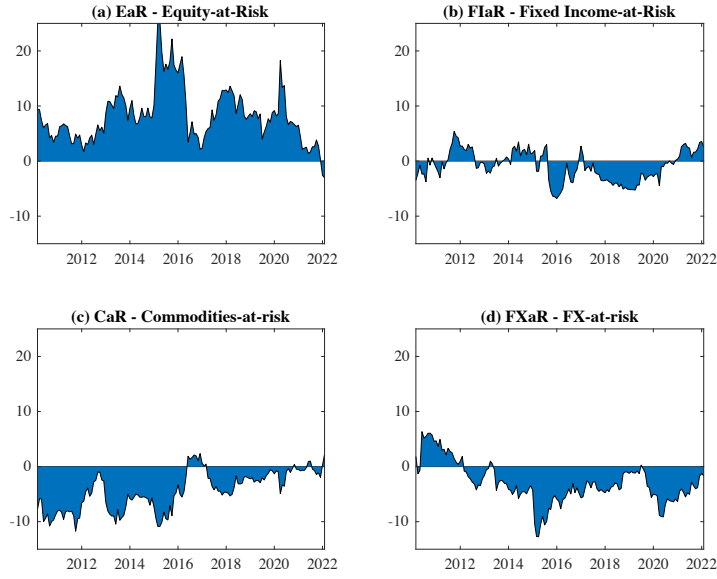 (a) EaR - Equity-at-Risk
20
10
0
-10
2012 2014 2016 2018 2020 2022
(b) FIaR - Fixed Income-at-Risk
20
10
0
-10
2012 2014 2016 2018 2020 2022
(c) CaR - Commodities-at-risk
20
10
0
-10
2012 2014 2016 2018 2020 2022
(d) FXaR - FX-at-risk
20
10
0
-10
2012 2014 2016 2018 2020 2022